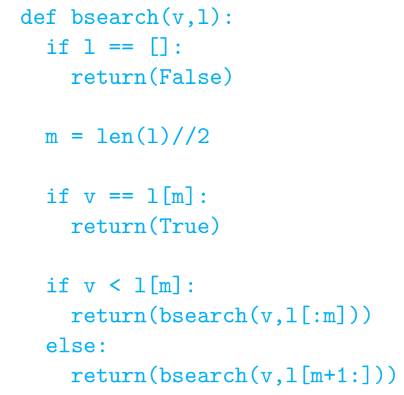 def bsearch(v,l):
  if l == []:
    return(False)

  m = len(l)//2

  if v == l[m]:
    return(True)

  if v < l[m]:
    return(bsearch(v,l[:m]))
  else:
    return(bsearch(v,l[m+1:]))